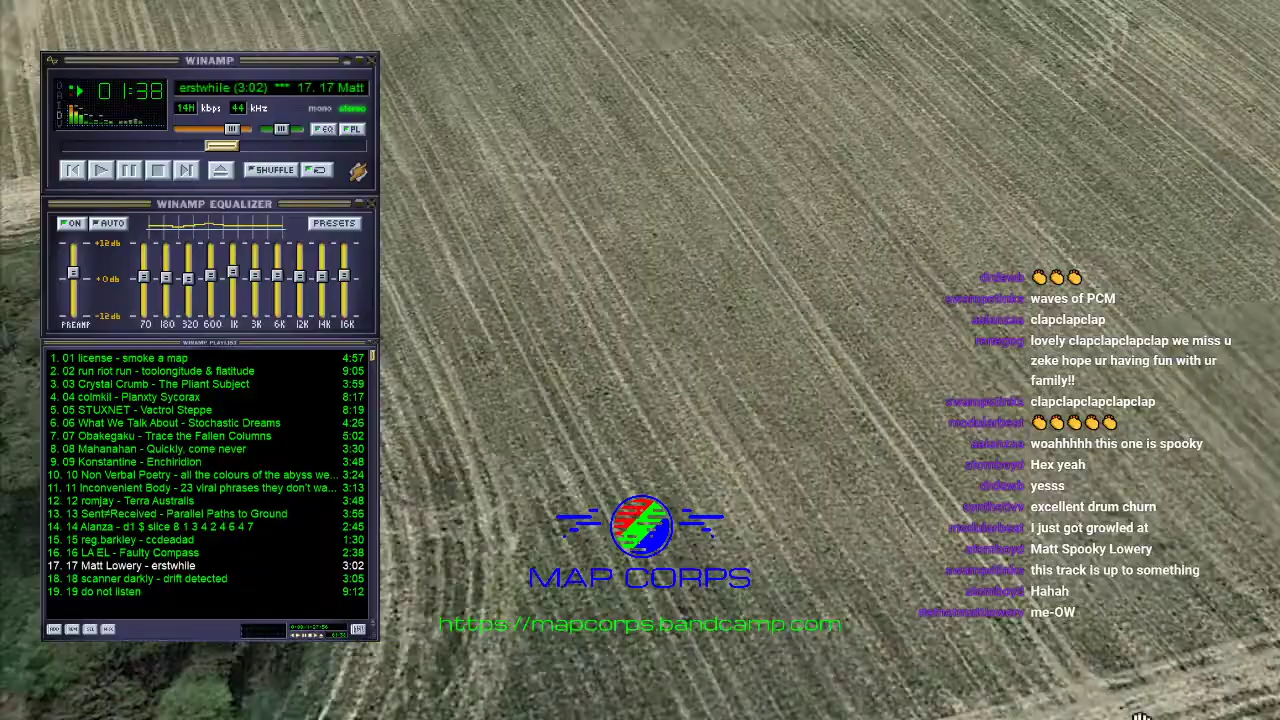 WINAMP
01:38
erstwhile (3:02) *** 17. 17 Matt
14H kbps 44 kHz mono stereo
EQ PL
SHUFFLE
WINAMP EQUALIZER
ON AUTO PRESETS
+12db
+0db
-12db
PREAMP 70 180 320 600 1K 3K 6K 12K 14K 16K
WINAMP PLAYLIST
1. 01 license - smoke a map 4:57
2. 02 run riot run - toolongitude & flatitude 9:05
3. 03 Crystal Crumb - The Pliant Subject 3:59
4. 04 colmkil - Planxty Sycorax 8:17
5. 05 STUXNET - Vactrol Steppe 8:19
6. 06 What We Talk About - Stochastic Dreams 4:26
7. 07 Obakegaku - Trace the Fallen Columns 5:02
8. 08 Mahanahan - Quickly, come never 3:30
9. 09 Konstantine - Enchiridion 3:48
10. 10 Non Verbal Poetry - all the colours of the abyss we... 3:24
11. 11 Inconvenient Body - 23 viral phrases they don't wa... 3:13
12. 12 romjay - Terra Australis 3:48
13. 13 Sent≠Received - Parallel Paths to Ground 3:56
14. 14 Alanza - d1 $ slice 8 1 3 4 2 4 6 4 7 2:45
15. 15 reg.barkley - ccdeadad 1:30
16. 16 LA EL - Faulty Compass 2:38
17. 17 Matt Lowery - erstwhile 3:02
18. 18 scanner darkly - drift detected 3:05
19. 19 do not listen 9:12
MAP CORPS
https://mapcorps.bandcamp.com
👏👏👏
waves of PCM
clapclapclap
lovely clapclapclapclap we miss u
zeke hope ur having fun with ur
family!!
clapclapclapclapclap
👏👏👏👏👏
woahhhhh this one is spooky
Hex yeah
yesss
excellent drum churn
modularbeat I just got growled at
Matt Spooky Lowery
this track is up to something
Hahah
me-OW